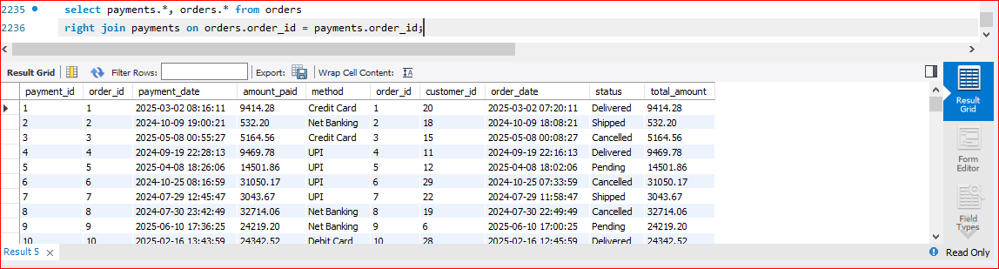 2235 select payments.*, orders.* from orders
2236 right join payments on orders.order_id = payments.order_id;
Result Grid Filter Rows: Export: Wrap Cell Content:
payment_id order_id payment_date amount_paid method order_id customer_id order_date status total_amount
1 1 2025-03-02 08:16:11 9414.28 Credit Card 1 20 2025-03-02 07:20:11 Delivered 9414.28
2 2 2024-10-09 19:00:21 532.20 Net Banking 2 18 2024-10-09 18:08:21 Shipped 532.20
3 3 2025-05-08 00:55:27 5164.56 Credit Card 3 15 2025-05-08 00:08:27 Cancelled 5164.56
4 4 2024-09-19 22:28:13 9469.78 UPI 4 11 2024-09-19 22:16:13 Delivered 9469.78
5 5 2025-04-08 18:26:06 14501.86 UPI 5 12 2025-04-08 18:02:06 Pending 14501.86
6 6 2024-10-25 08:16:59 31050.17 UPI 6 29 2024-10-25 07:33:59 Cancelled 31050.17
7 7 2024-07-29 12:45:47 3043.67 UPI 7 22 2024-07-29 11:58:47 Shipped 3043.67
8 8 2024-07-30 23:42:49 32714.06 Net Banking 8 19 2024-07-30 22:49:49 Cancelled 32714.06
9 9 2025-06-10 17:36:25 24219.20 Net Banking 9 6 2025-06-10 17:00:25 Pending 24219.20
10 10 2025-02-16 13:43:59 24342.52 Debit Card 10 28 2025-02-16 12:45:59 Delivered 24342.52
Result
Grid
Form
Editor
Field
Types
Result 5
Read Only